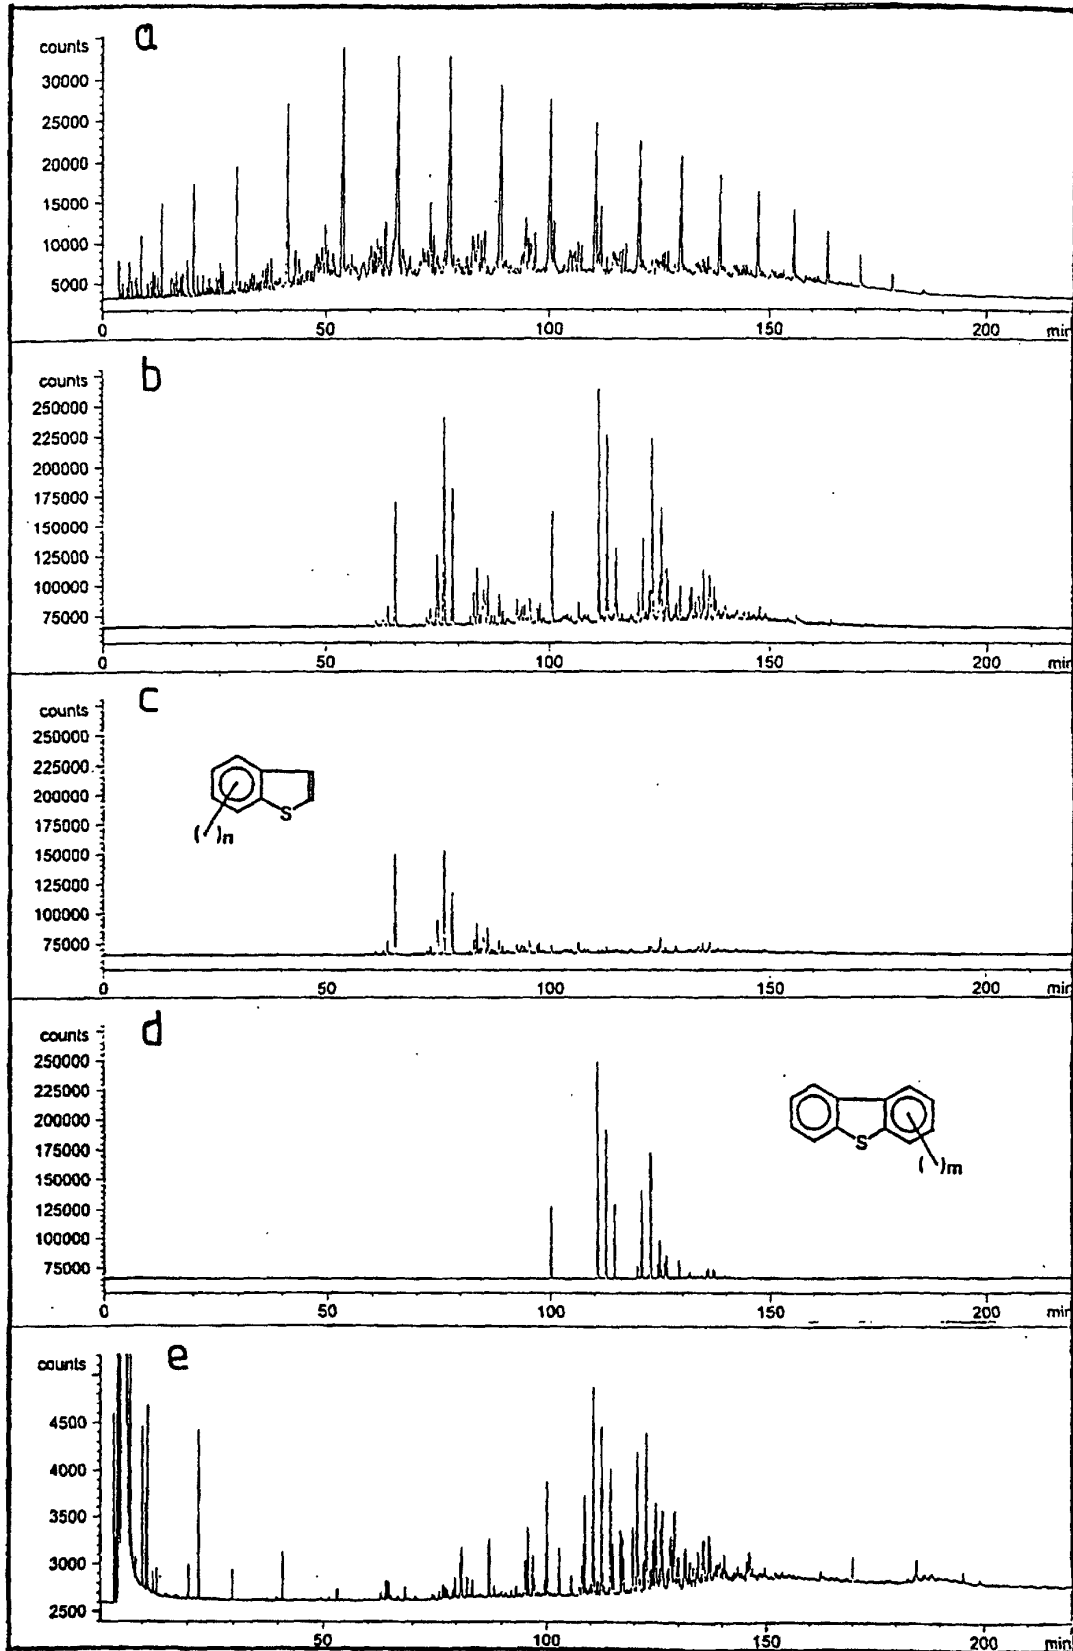 a
counts
30000
25000
20000
15000
10000
5000
0 50 100 150 200 min
b
counts
250000
225000
200000
175000
150000
125000
100000
75000
0 50 100 150 200 min
c
counts
250000
225000
200000
175000
150000
125000
100000
75000
S
( )n
0 50 100 150 200 min
d
counts
250000
225000
200000
175000
150000
125000
100000
75000
S
( )m
0 50 100 150 200 min
e
counts
4500
4000
3500
3000
2500
50 100 150 200 min